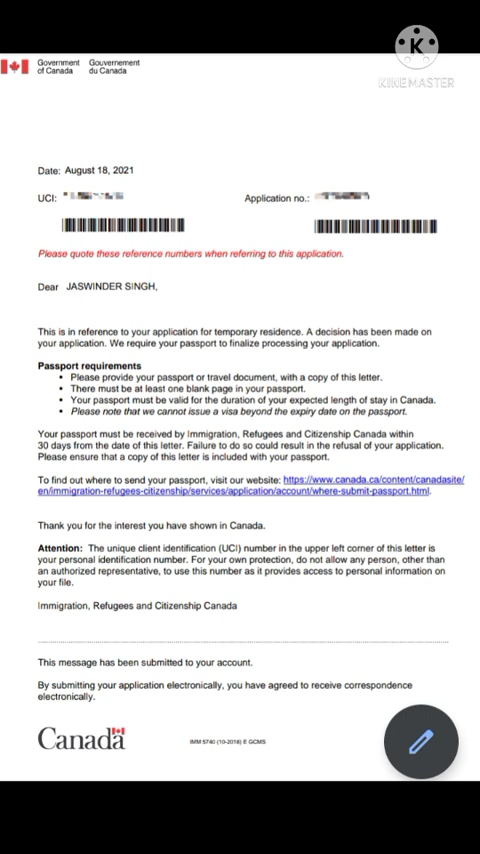 KINEMASTER
Government
of Canada
Gouvernement
du Canada
Date: August 18, 2021
UCI:
Application no.:
Please quote these reference numbers when referring to this application.
Dear JASWINDER SINGH,
This is in reference to your application for temporary residence. A decision has been made on
your application. We require your passport to finalize processing your application.
Passport requirements
• Please provide your passport or travel document, with a copy of this letter.
• There must be at least one blank page in your passport.
• Your passport must be valid for the duration of your expected length of stay in Canada.
• Please note that we cannot issue a visa beyond the expiry date on the passport.
Your passport must be received by Immigration, Refugees and Citizenship Canada within
30 days from the date of this letter. Failure to do so could result in the refusal of your application.
Please ensure that a copy of this letter is included with your passport.
To find out where to send your passport, visit our website: https://www.canada.ca/content/canadasite/
en/immigration-refugees-citizenship/services/application/account/where-submit-passport.html.
Thank you for the interest you have shown in Canada.
Attention: The unique client identification (UCI) number in the upper left corner of this letter is
your personal identification number. For your own protection, do not allow any person, other than
an authorized representative, to use this number as it provides access to personal information on
your file.
Immigration, Refugees and Citizenship Canada
This message has been submitted to your account.
By submitting your application electronically, you have agreed to receive correspondence
electronically.
Canada
IMM 5740 (10-2018) E GCMS